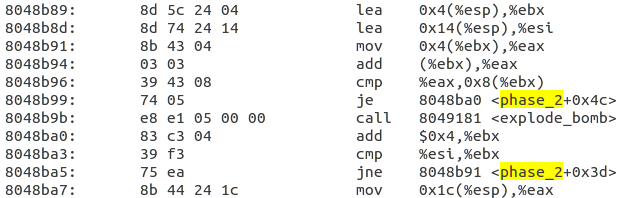 8048b89: 8d 5c 24 04 lea 0x4(%esp),%ebx
8048b8d: 8d 74 24 14 lea 0x14(%esp),%esi
8048b91: 8b 43 04 mov 0x4(%ebx),%eax
8048b94: 03 03 add (%ebx),%eax
8048b96: 39 43 08 cmp %eax,0x8(%ebx)
8048b99: 74 05 je 8048ba0 <phase_2+0x4c>
8048b9b: e8 e1 05 00 00 call 8049181 <explode_bomb>
8048ba0: 83 c3 04 add $0x4,%ebx
8048ba3: 39 f3 cmp %esi,%ebx
8048ba5: 75 ea jne 8048b91 <phase_2+0x3d>
8048ba7: 8b 44 24 1c mov 0x1c(%esp),%eax